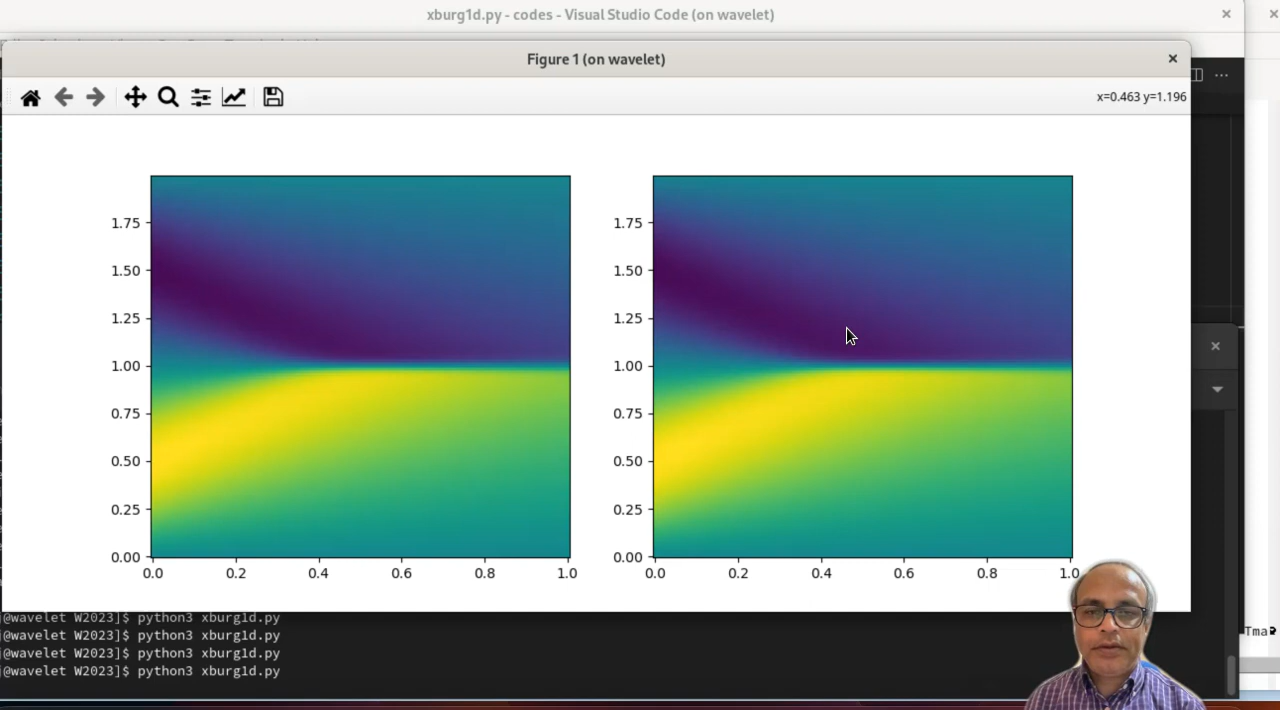 xburg1d.py - codes - Visual Studio Code (on wavelet)
Figure 1 (on wavelet)
x=0.463 y=1.196
1.75
1.50
1.25
1.00
0.75
0.50
0.25
0.00
0.0 0.2 0.4 0.6 0.8 1.0
1.75
1.50
1.25
1.00
0.75
0.50
0.25
0.00
0.0 0.2 0.4 0.6 0.8 1.0
@wavelet W2023]$ python3 xburg1d.py
@wavelet W2023]$ python3 xburg1d.py
@wavelet W2023]$ python3 xburg1d.py
@wavelet W2023]$ python3 xburg1d.py